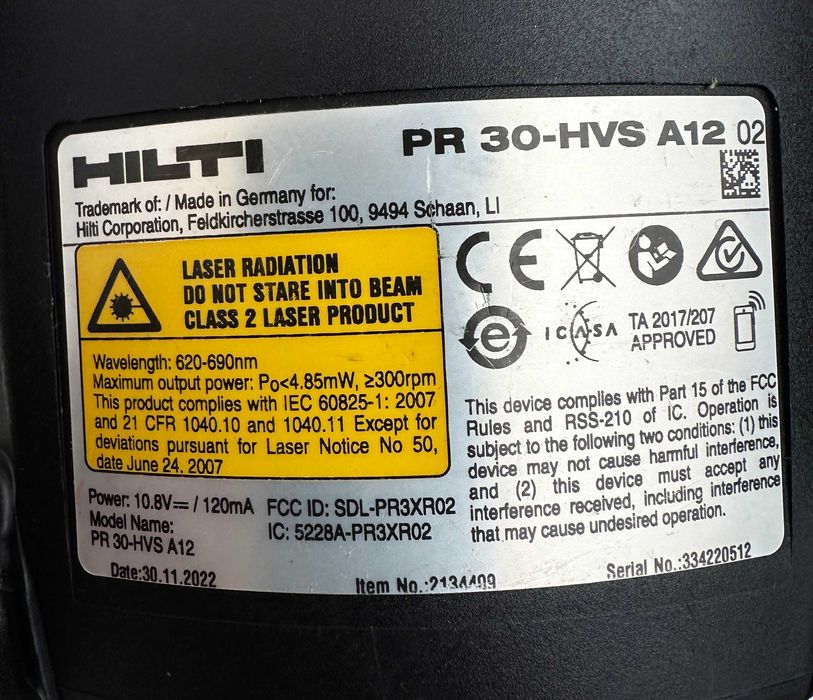 HILTI
PR 30-HVS A12 02
Trademark of: / Made in Germany for:
Hilti Corporation, Feldkircherstrasse 100, 9494 Schaan, LI
LASER RADIATION
DO NOT STARE INTO BEAM
CLASS 2 LASER PRODUCT
Wavelength: 620-690nm
Maximum output power: Po<4.85mW, ≥300rpm
This product complies with IEC 60825-1: 2007
and 21 CFR 1040.10 and 1040.11 Except for
deviations pursuant for Laser Notice No 50,
date June 24. 2007
CE
e
ICASA
TA 2017/207
APPROVED
This device complies with Part 15 of the FCC
Rules and RSS-210 of IC. Operation is
subject to the following two conditions: (1) this
device may not cause harmful interference,
and (2) this device must accept any
interference received, including interference
that may cause undesired operation.
Power: 10.8V⎓ / 120mA
Model Name:
PR 30-HVS A12
FCC ID: SDL-PR3XR02
IC: 5228A-PR3XR02
Date:30.11.2022
Item No.:
Serial No.:334220512